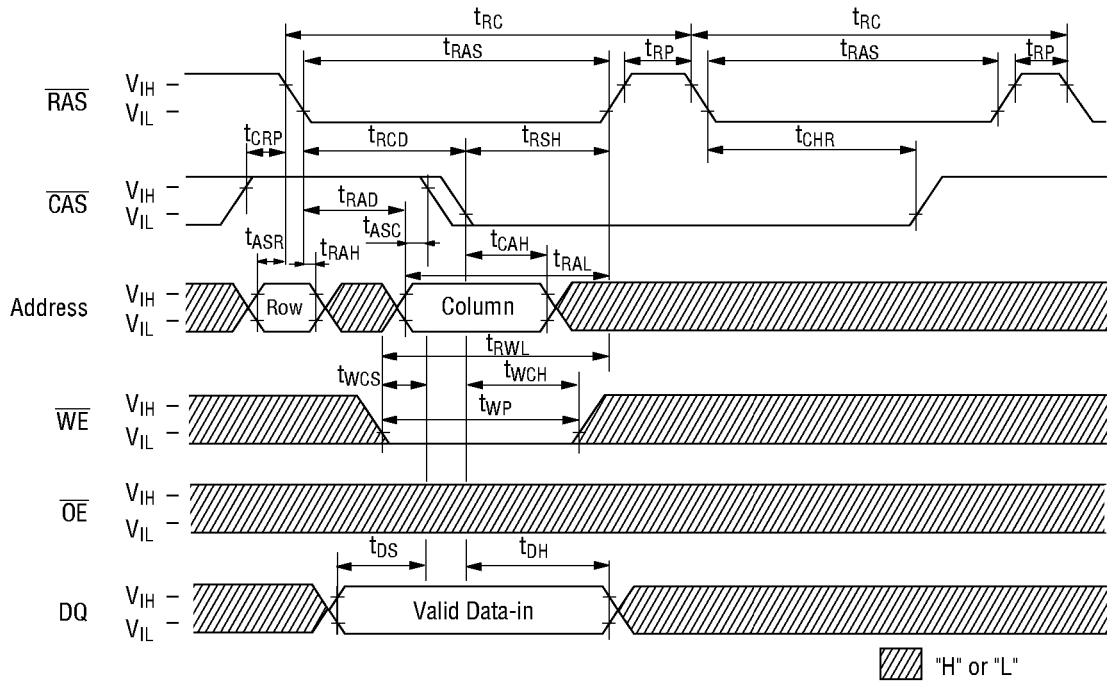 tRC tRC
tRAS tRP tRAS tRP
RAS VIH
VIL
tCRP tRCD tRSH tCHR
CAS VIH
VIL
tRAD
tASR tRAH tASC tCAH tRAL
Address VIH
VIL
Row Column
tRWL
tWCS tWCH
tWP
WE VIH
VIL
OE VIH
VIL
tDS tDH
DQ VIH
VIL
Valid Data-in
"H" or "L"